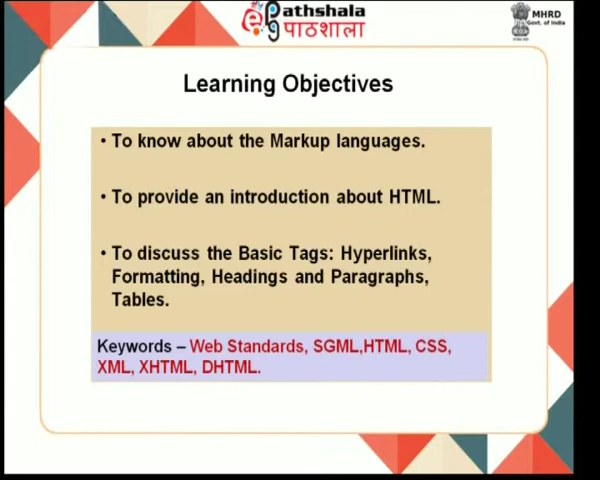 Pathshala
पाठशाला
MHRD
Govt. of India
Learning Objectives
• To know about the Markup languages.
• To provide an introduction about HTML.
• To discuss the Basic Tags: Hyperlinks,
Formatting, Headings and Paragraphs,
Tables.
Keywords – Web Standards, SGML,HTML, CSS,
XML, XHTML, DHTML.